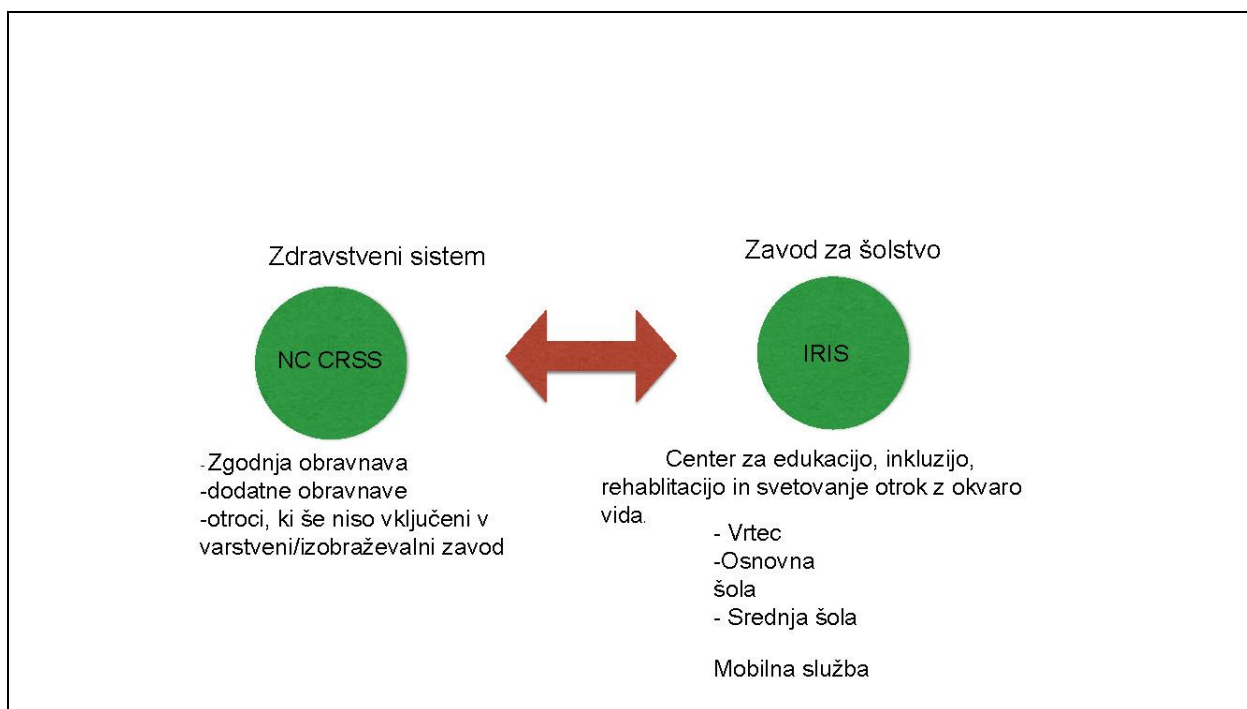 Zdravstveni sistem
NC CRSS
-Zgodnja obravnava
-dodatne obravnave
-otroci, ki še niso vključeni v
varstveni/izobraževalni zavod
Zavod za šolstvo
IRIS
Center za edukacijo, inkluzijo,
rehablitacijo in svetovanje otrok z okvaro
vida.
- Vrtec
-Osnovna
šola
- Srednja šola
Mobilna služba